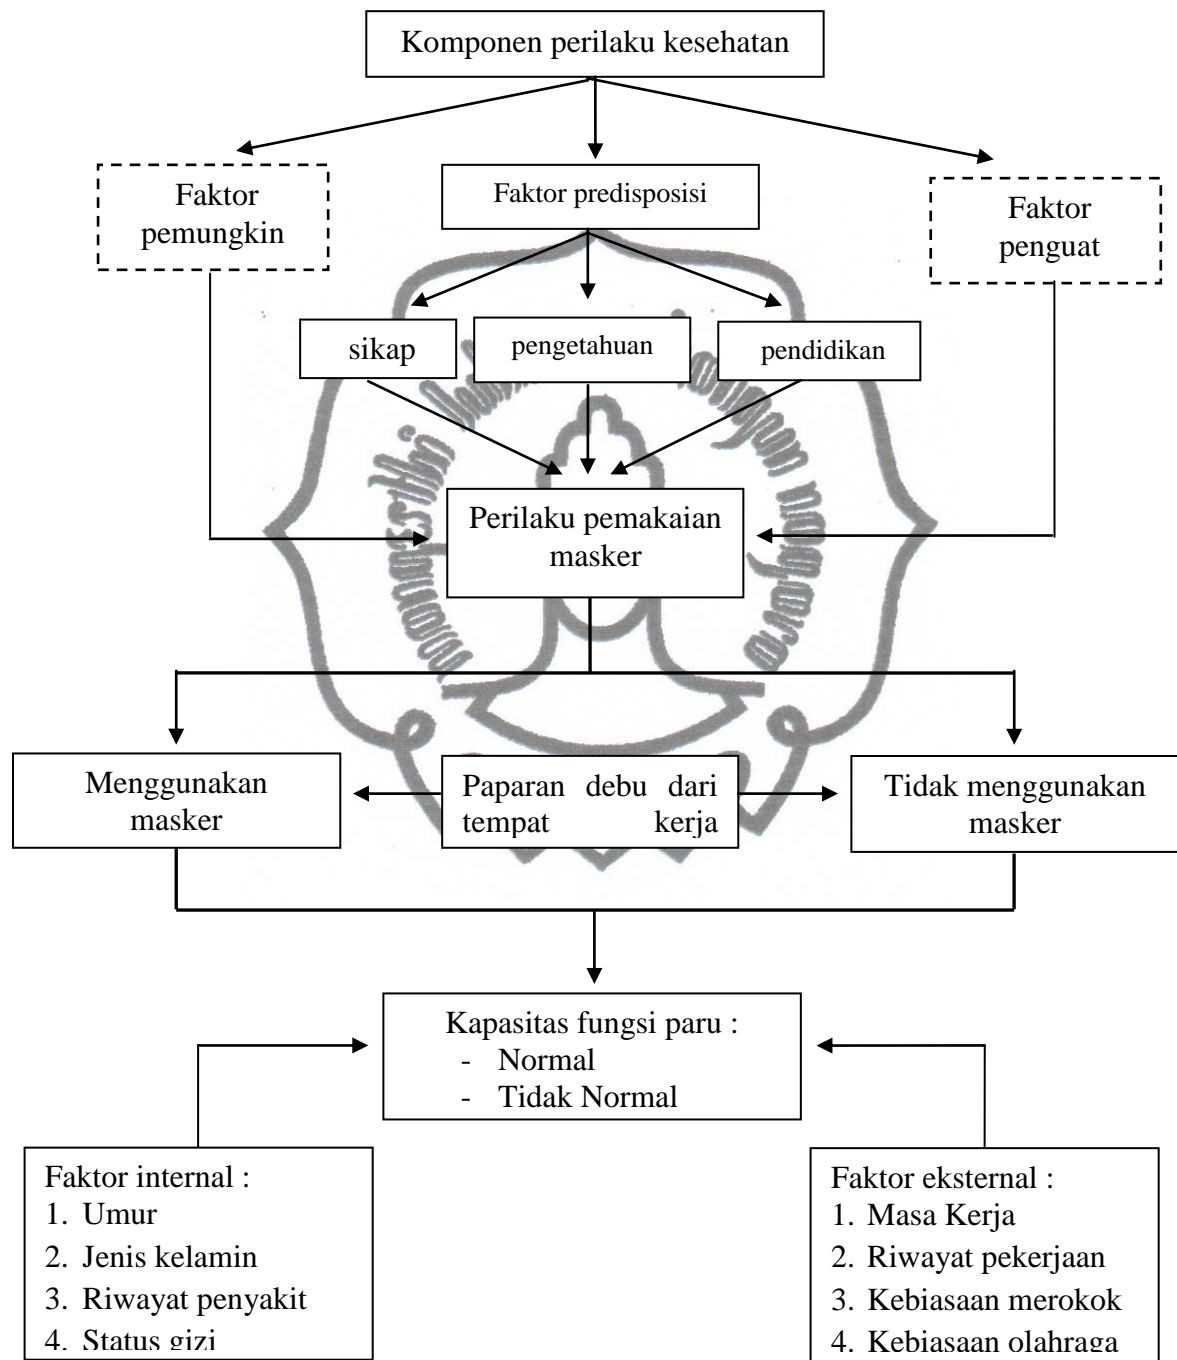 Komponen perilaku kesehatan
Faktor
pemungkin
Faktor predisposisi
Faktor
penguat
sikap
pengetahuan
pendidikan
Perilaku pemakaian
masker
Menggunakan
masker
Paparan debu dari
tempat kerja
Tidak menggunakan
masker
Kapasitas fungsi paru :
- Normal
- Tidak Normal
Faktor internal :
1. Umur
2. Jenis kelamin
3. Riwayat penyakit
4. Status gizi
Faktor eksternal :
1. Masa Kerja
2. Riwayat pekerjaan
3. Kebiasaan merokok
4. Kebiasaan olahraga